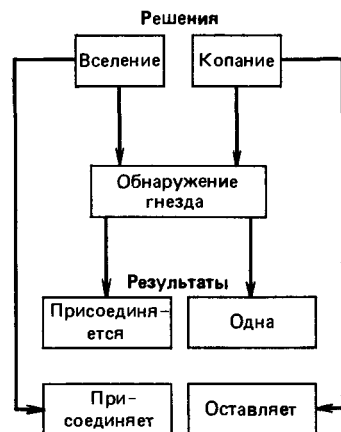 Решения
Вселение Копание
Обнаружение
гнезда
Результаты
Присоединя-
ется
Одна
При-
соединяет
Оставляет